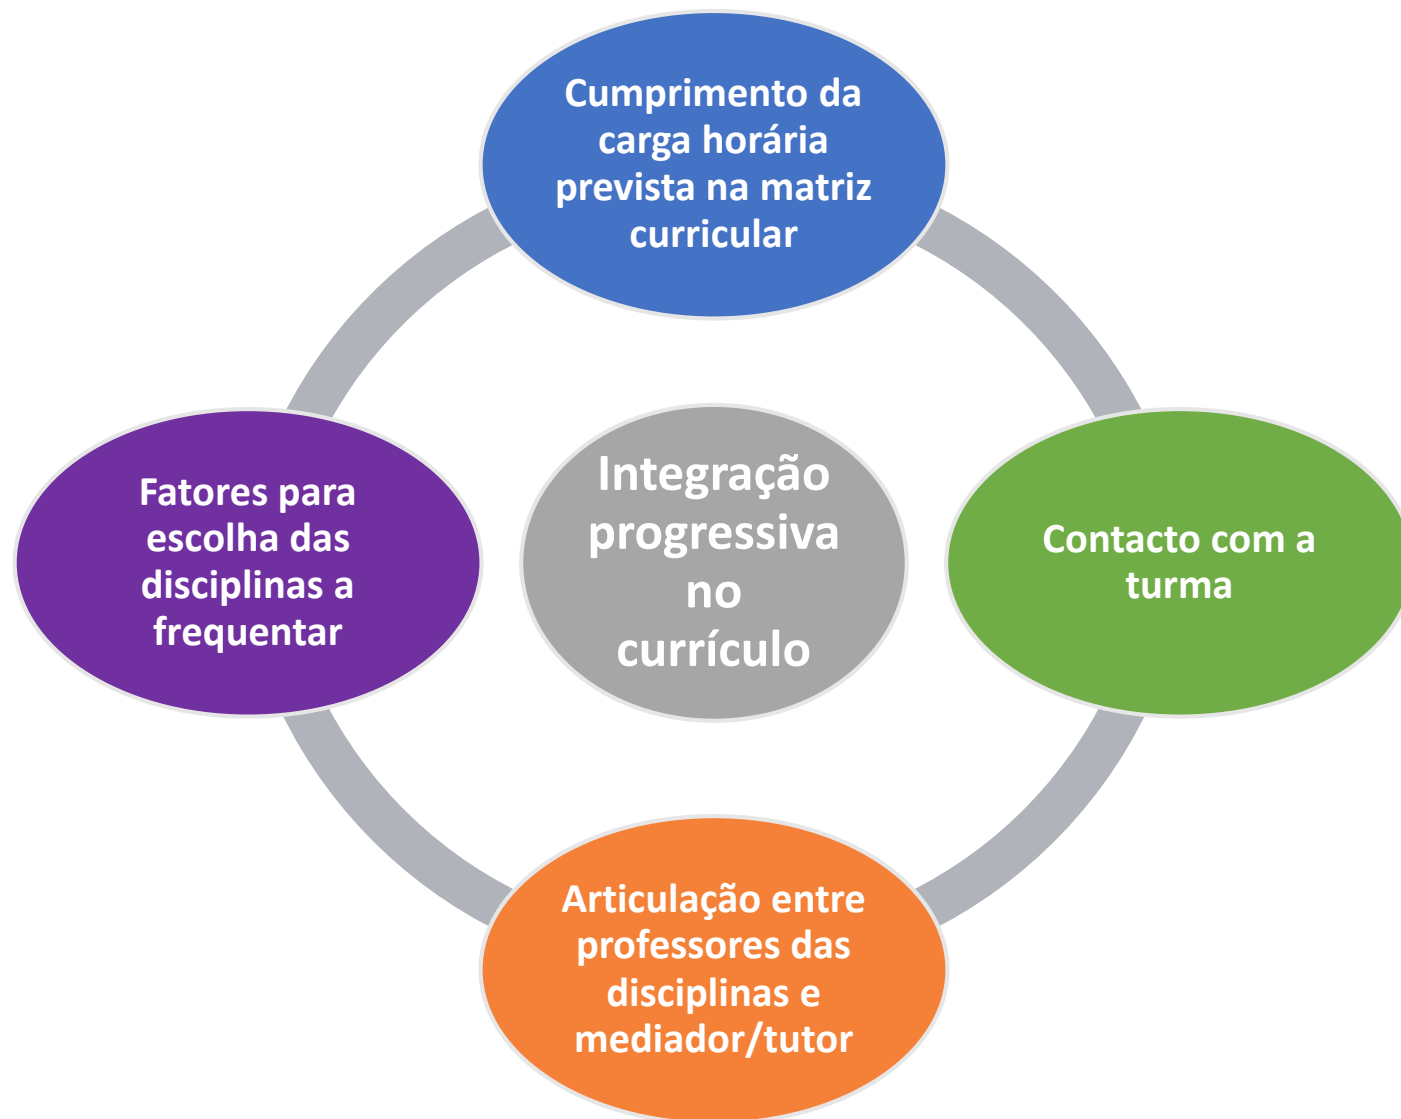 Cumprimento da
carga horária
prevista na matriz
curricular
Fatores para
escolha das
disciplinas a
frequentar
Integração
progressiva
no
currículo
Contacto com a
turma
Articulação entre
professores das
disciplinas e
mediador/tutor